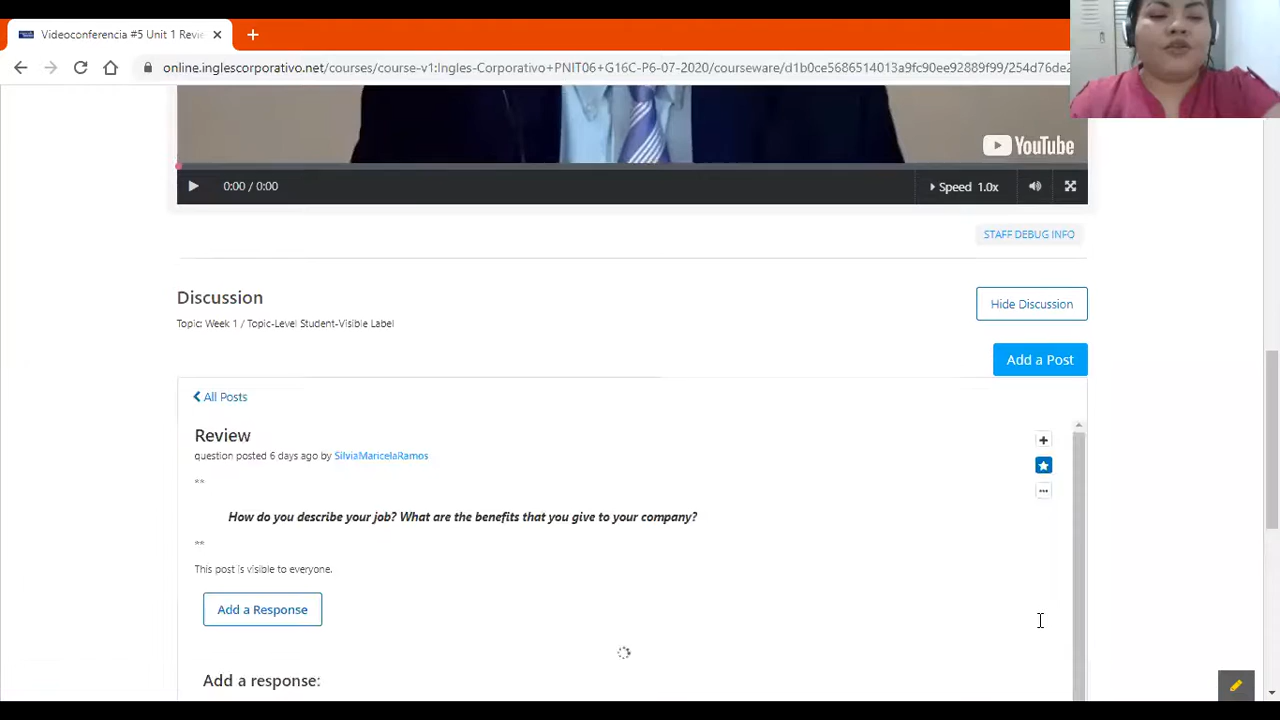 Videoconferencia #5 Unit 1 Revi
online.inglescorporativo.net/courses/course-v1:Ingles-Corporativo+PNIT06+G16C-P6-07-2020/courseware/d1b0ce5686514013a9fc90ee92889f99/254d76de2
YouTube
0:00 / 0:00
Speed 1.0x
STAFF DEBUG INFO
Discussion
Hide Discussion
Topic: Week 1 / Topic-Level Student-Visible Label
Add a Post
All Posts
Review
question posted 6 days ago by SilviaMaricelaRamos
**
How do you describe your job? What are the benefits that you give to your company?
**
This post is visible to everyone.
Add a Response
Add a response: